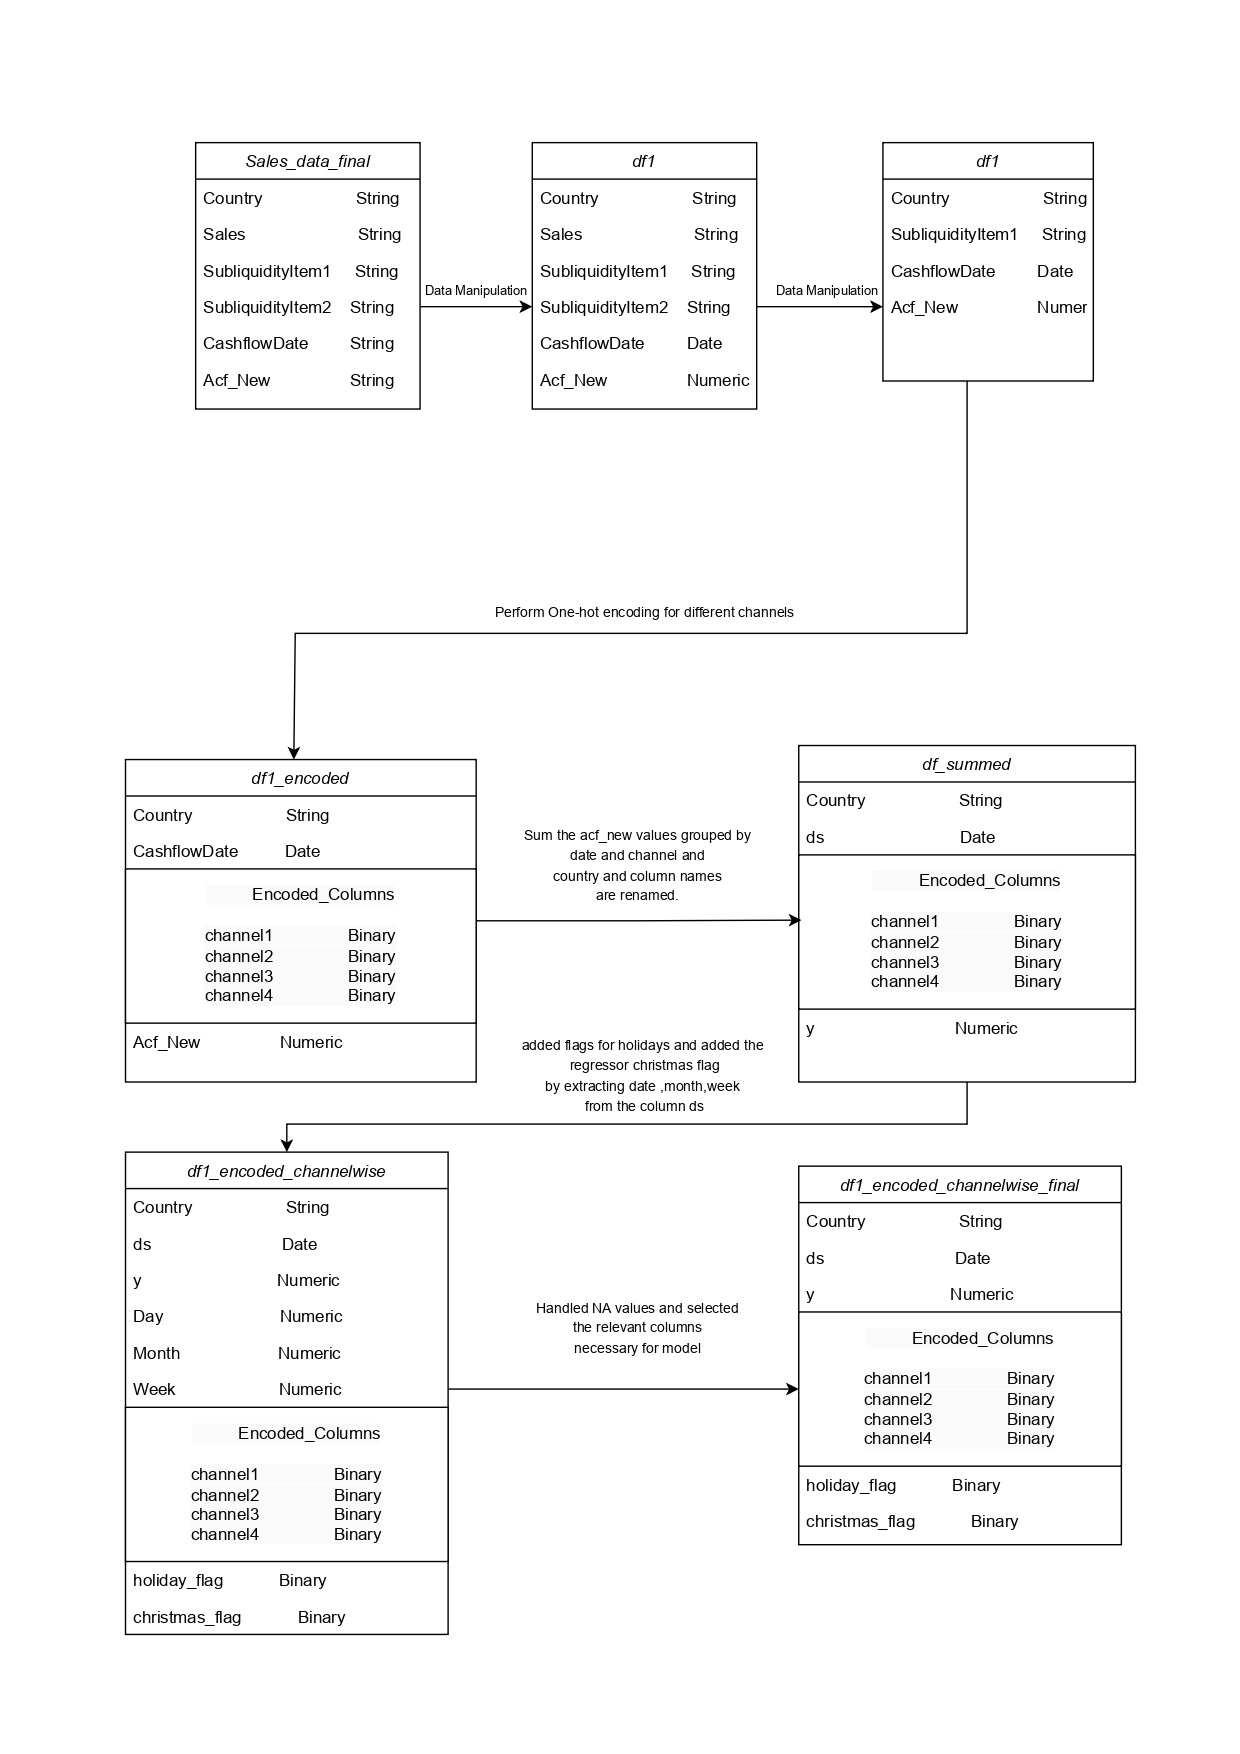 Sales_data_final
Country String
Sales String
SubliquidityItem1 String
SubliquidityItem2 String
CashflowDate String
Acf_New String
Data Manipulation
df1
Country String
Sales String
SubliquidityItem1 String
SubliquidityItem2 String
CashflowDate Date
Acf_New Numeric
Data Manipulation
df1
Country String
SubliquidityItem1 String
CashflowDate Date
Acf_New Numer
Perform One-hot encoding for different channels
df1_encoded
Country String
CashflowDate Date
Encoded_Columns
channel1 Binary
channel2 Binary
channel3 Binary
channel4 Binary
Acf_New Numeric
Sum the acf_new values grouped by
date and channel and
country and column names
are renamed.
df_summed
Country String
ds Date
Encoded_Columns
channel1 Binary
channel2 Binary
channel3 Binary
channel4 Binary
y Numeric
added flags for holidays and added the
regressor christmas flag
by extracting date ,month,week
from the column ds
df1_encoded_channelwise
Country String
ds Date
y Numeric
Day Numeric
Month Numeric
Week Numeric
Encoded_Columns
channel1 Binary
channel2 Binary
channel3 Binary
channel4 Binary
holiday_flag Binary
christmas_flag Binary
Handled NA values and selected
the relevant columns
necessary for model
df1_encoded_channelwise_final
Country String
ds Date
y Numeric
Encoded_Columns
channel1 Binary
channel2 Binary
channel3 Binary
channel4 Binary
holiday_flag Binary
christmas_flag Binary